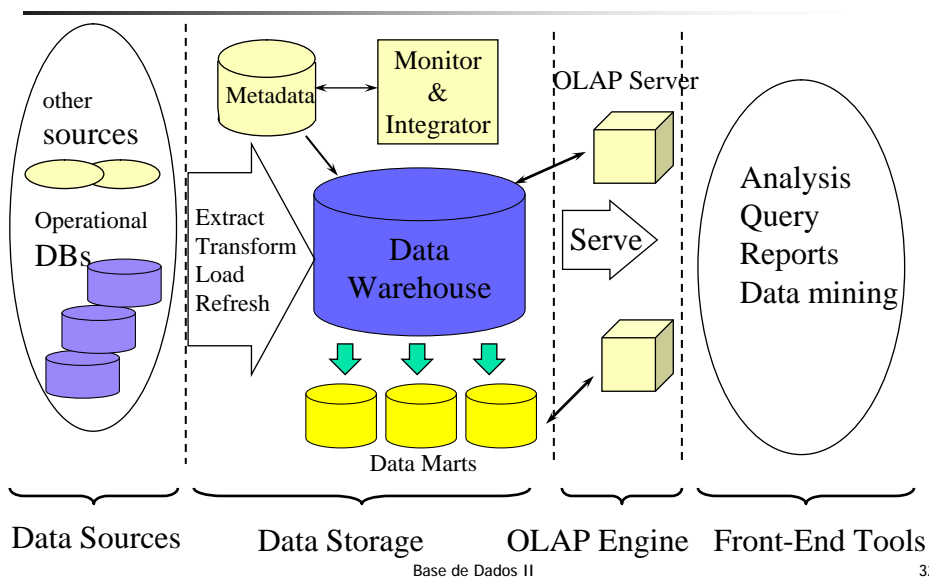 other
sources
Operational
DBs
Extract
Transform
Load
Refresh
Metadata
Monitor
&
Integrator
Data
Warehouse
Data Marts
OLAP Server
Serve
Analysis
Query
Reports
Data mining
Data Sources
Data Storage
OLAP Engine
Front-End Tools
Base de Dados II